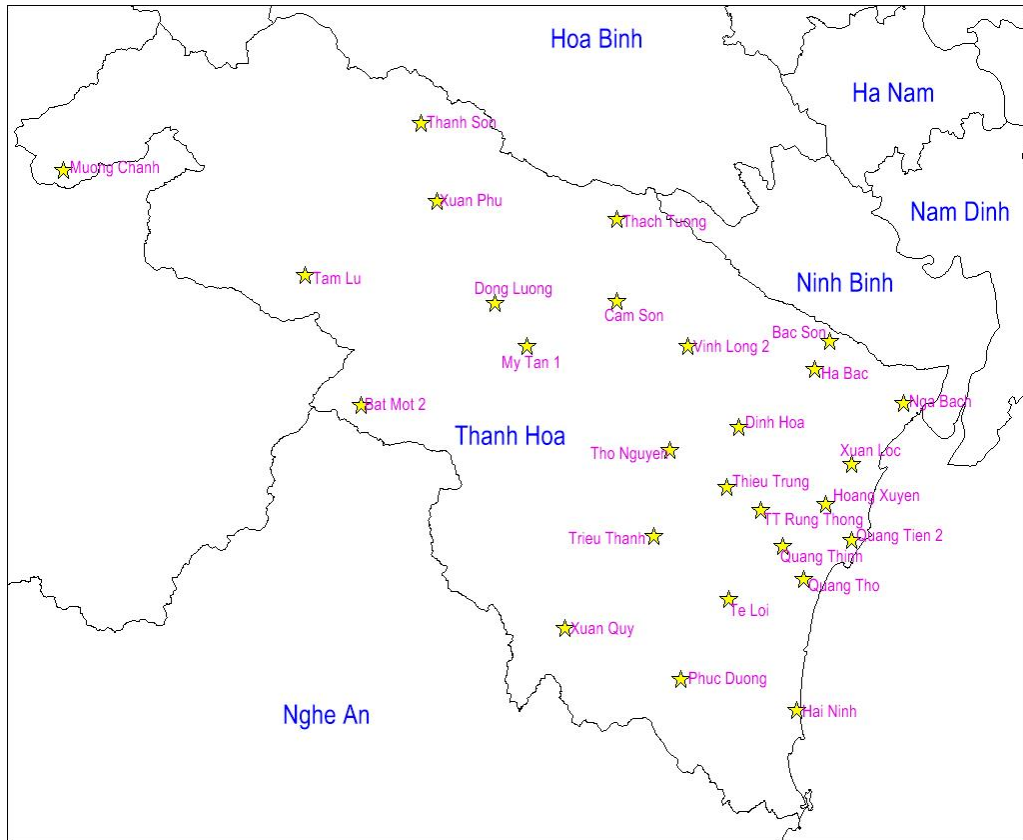 Hoa Binh
Ha Nam
Thanh Son
Muong Chanh
Xuan Phu
Nam Dinh
Thach Tuong
Tam Lu
Ninh Binh
Dong Luong
Cam Son
Bac Son
Vinh Long 2
My Tan 1
Ha Bac
Bat Mot 2
Nga Bach
Dinh Hoa
Thanh Hoa
Tho Nguyen
Xuan Loc
Thieu Trung
Hoang Xuyen
TT Rung Thong
Trieu Thanh
Quang Tien 2
Quang Thinh
Quang Tho
Te Loi
Xuan Quy
Phuc Duong
Hai Ninh
Nghe An